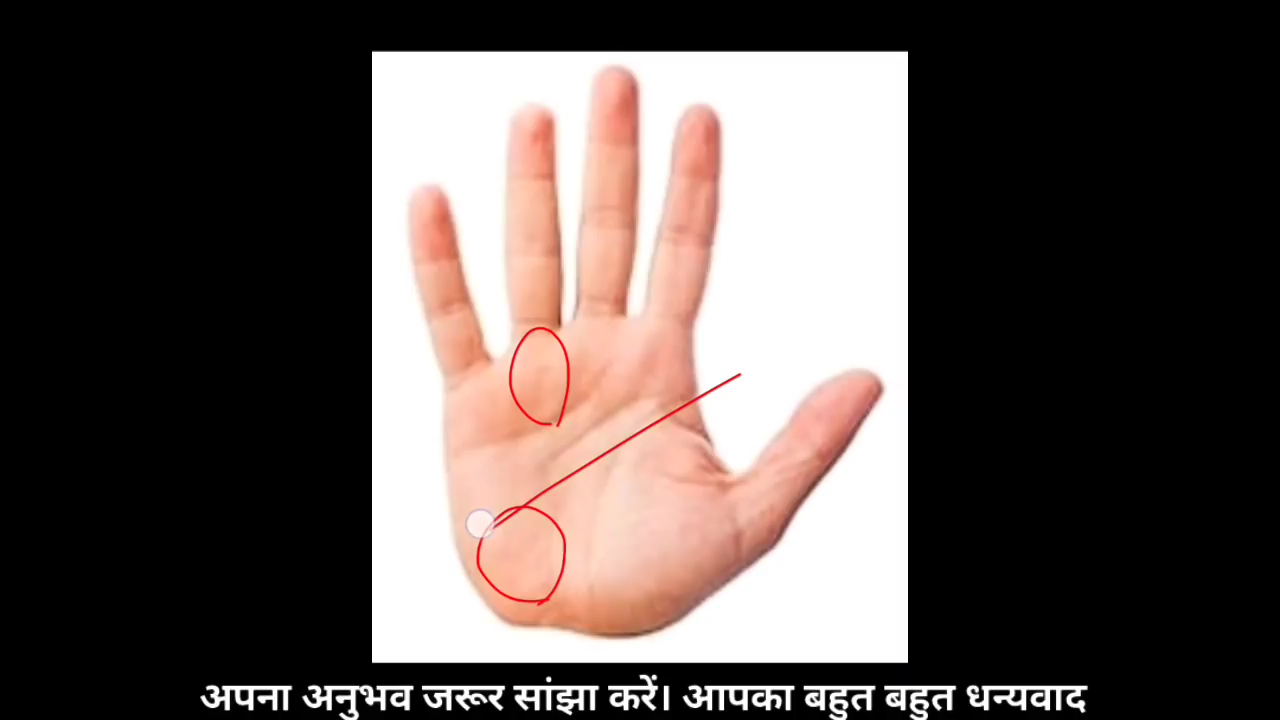 अपना अनुभव जरूर सांझा करें। आपका बहुत बहुत धन्यवाद